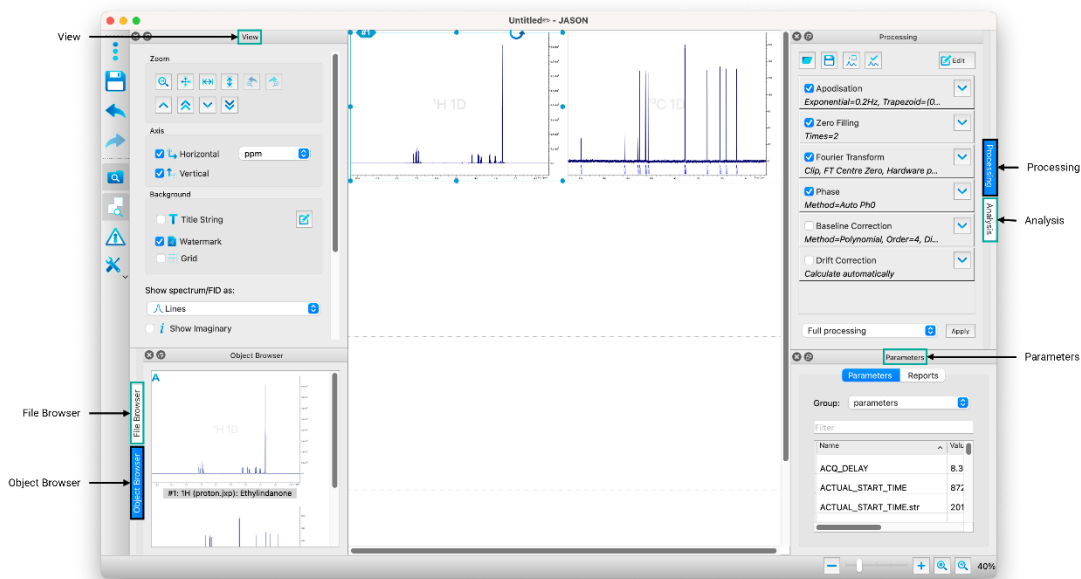 Untitled - JASON
View
View
Zoom
Axis
Horizontal
ppm
Vertical
Background
Title String
Watermark
Grid
Show spectrum/FID as:
Lines
i Show Imaginary
Object Browser
A
¹H 1D
#1: 1H (proton.jxp): Ethylindanone
File Browser
File Browser
Object Browser
Object Browser
#1
¹H 1D
¹³C 1D
Processing
Edit
Apodisation
Exponential=0.2Hz, Trapezoid=(0...
Zero Filling
Times=2
Fourier Transform
Clip, FT Centre Zero, Hardware p...
Phase
Method=Auto Ph0
Baseline Correction
Method=Polynomial, Order=4, Di...
Drift Correction
Calculate automatically
Full processing
Apply
Processing
Processing
Analysis
Analysis
Parameters
Parameters
Parameters
Reports
Group:
parameters
Filter
Name
Valu
ACQ_DELAY
8.3
ACTUAL_START_TIME
872
ACTUAL_START_TIME.str
201
40%